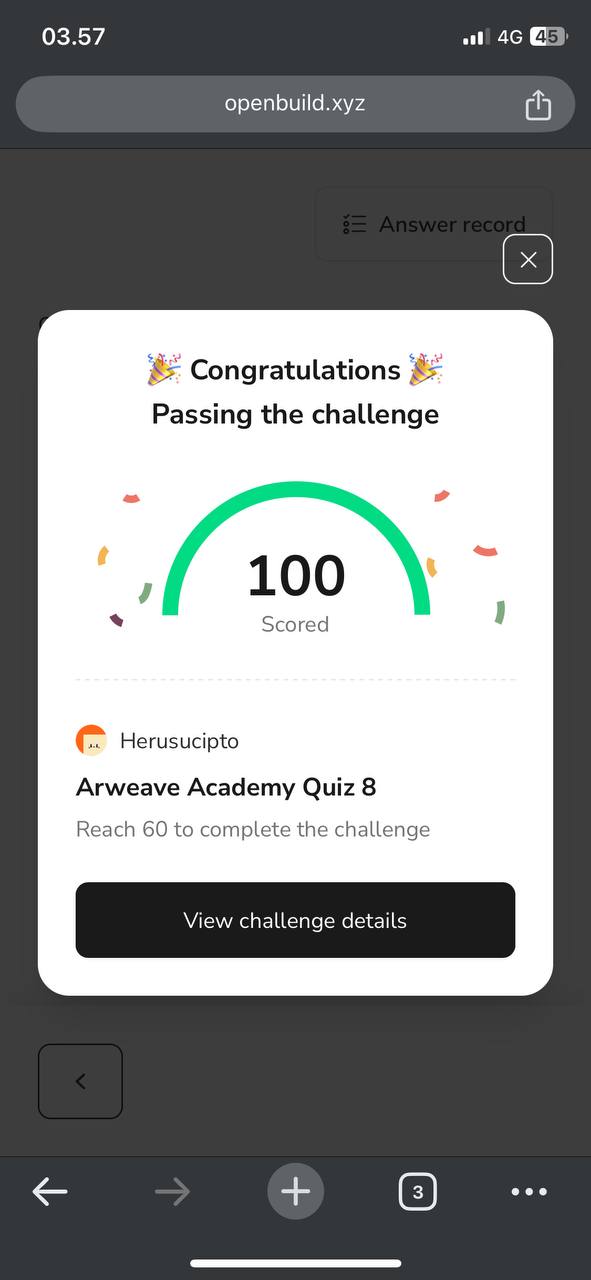 03.57
4G 45
openbuild.xyz
Answer record
🎉 Congratulations 🎉
Passing the challenge
100
Scored
Herusucipto
Arweave Academy Quiz 8
Reach 60 to complete the challenge
View challenge details
3